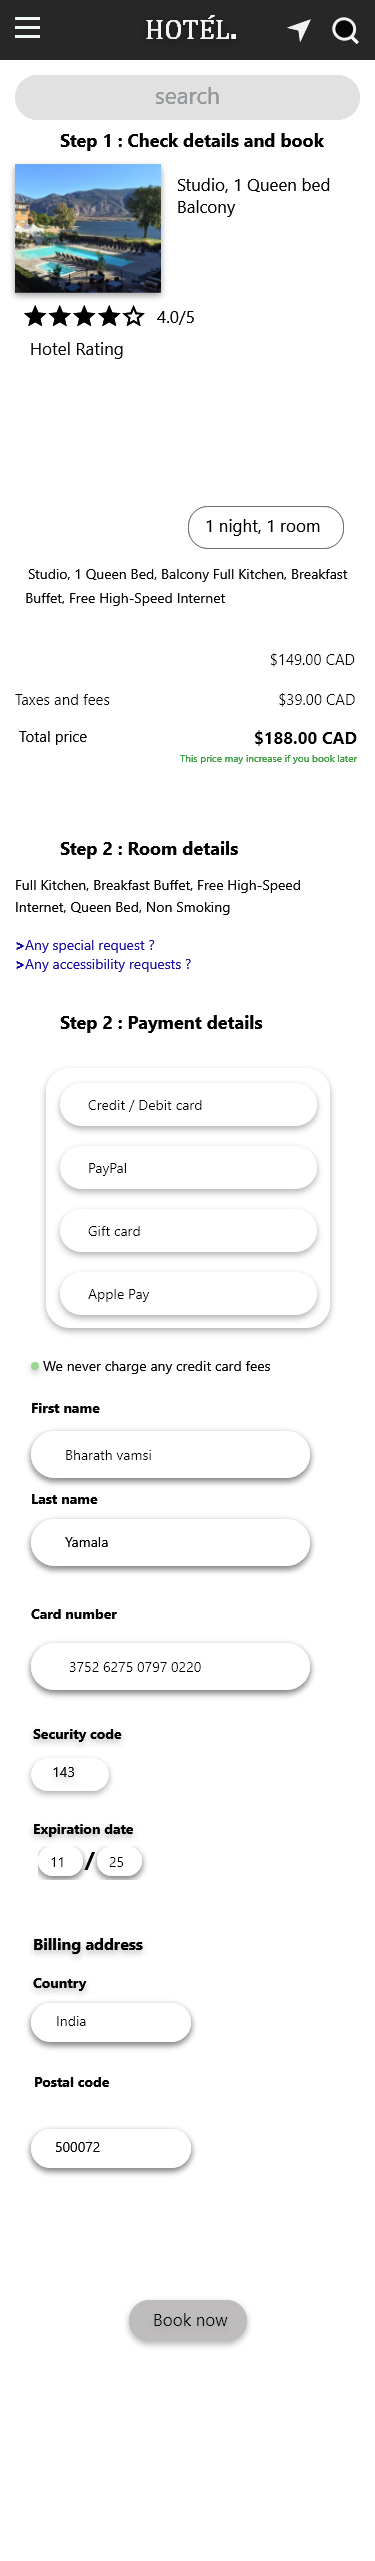 HOTÉL.
search
Step 1 : Check details and book
Studio, 1 Queen bed
Balcony
4.0/5
Hotel Rating
1 night, 1 room
Studio, 1 Queen Bed, Balcony Full Kitchen, Breakfast
Buffet, Free High-Speed Internet
$149.00 CAD
Taxes and fees $39.00 CAD
Total price $188.00 CAD
This price may increase if you book later
Step 2 : Room details
Full Kitchen, Breakfast Buffet, Free High-Speed
Internet, Queen Bed, Non Smoking
>Any special request ?
>Any accessibility requests ?
Step 2 : Payment details
Credit / Debit card
PayPal
Gift card
Apple Pay
We never charge any credit card fees
First name
Bharath vamsi
Last name
Yamala
Card number
3752 6275 0797 0220
Security code
143
Expiration date
11 / 25
Billing address
Country
India
Postal code
500072
Book now